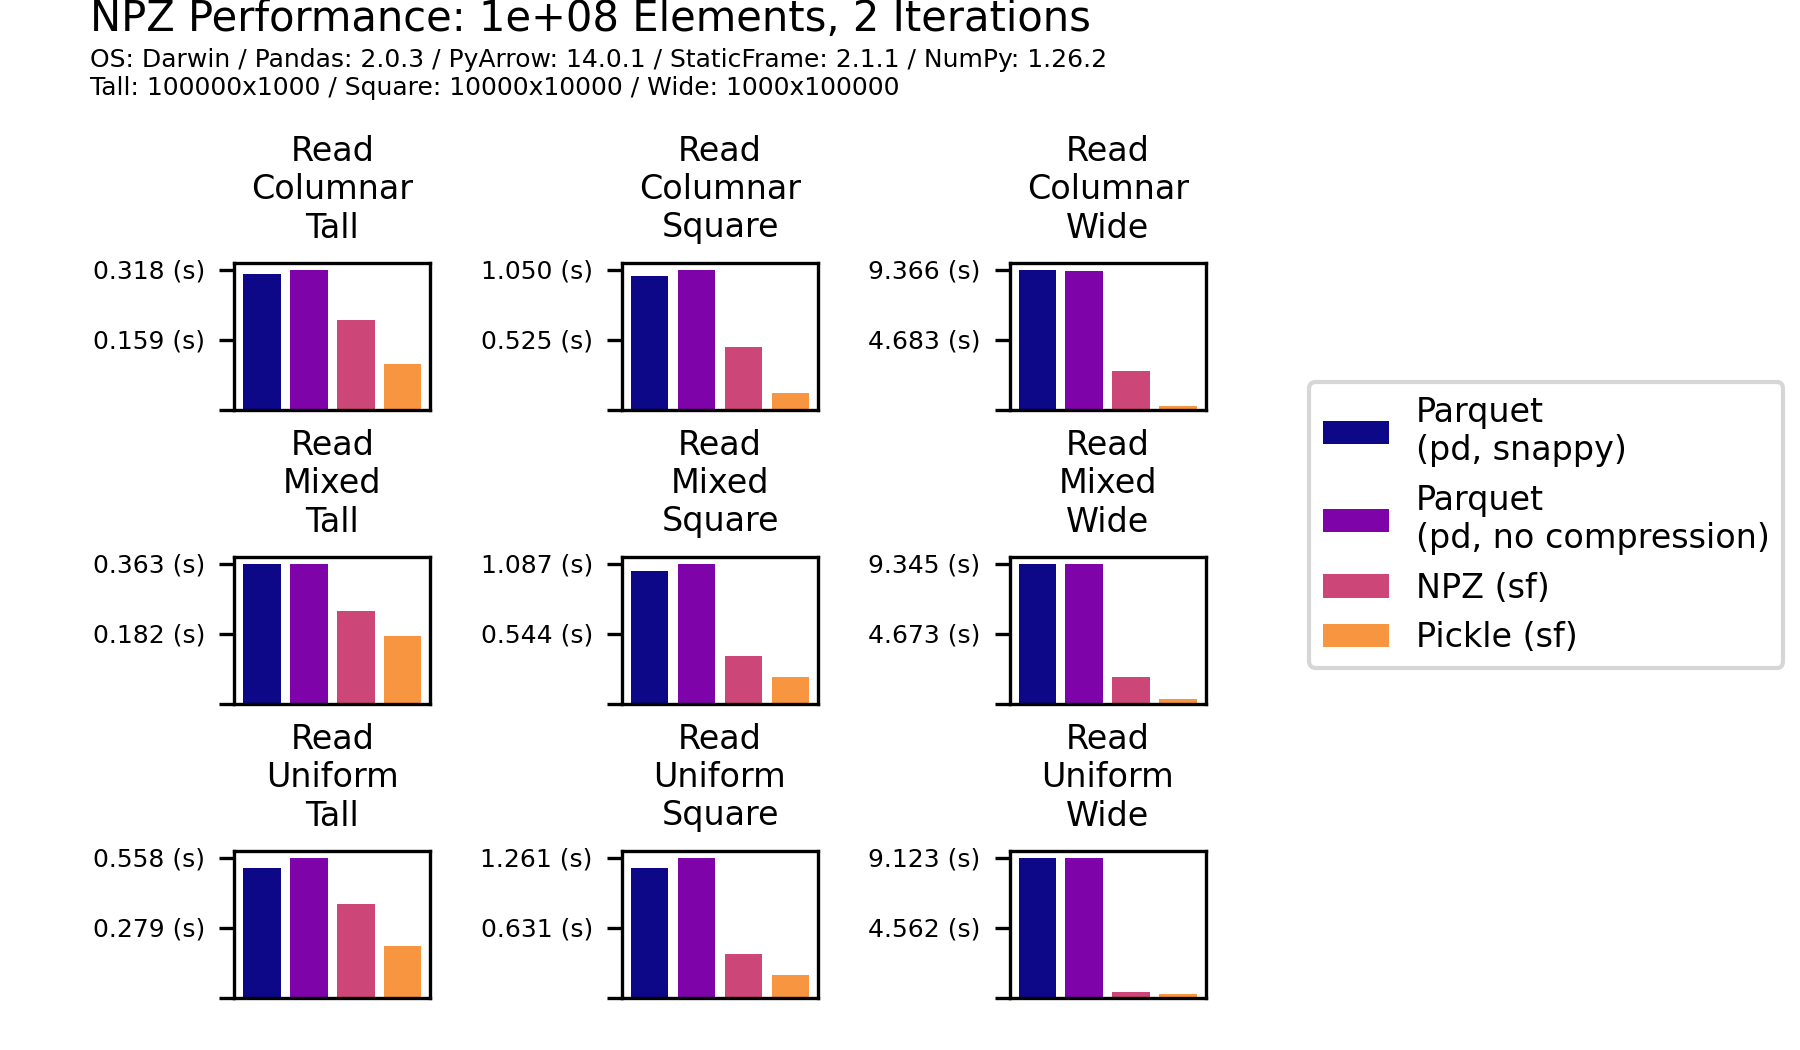 NPZ Performance: 1e+08 Elements, 2 Iterations
OS: Darwin / Pandas: 2.0.3 / PyArrow: 14.0.1 / StaticFrame: 2.1.1 / NumPy: 1.26.2
Tall: 100000x1000 / Square: 10000x10000 / Wide: 1000x100000
Read
Columnar
Tall
0.318 (s)
0.159 (s)
Read
Columnar
Square
1.050 (s)
0.525 (s)
Read
Columnar
Wide
9.366 (s)
4.683 (s)
Read
Mixed
Tall
0.363 (s)
0.182 (s)
Read
Mixed
Square
1.087 (s)
0.544 (s)
Read
Mixed
Wide
9.345 (s)
4.673 (s)
Read
Uniform
Tall
0.558 (s)
0.279 (s)
Read
Uniform
Square
1.261 (s)
0.631 (s)
Read
Uniform
Wide
9.123 (s)
4.562 (s)
Parquet
(pd, snappy)
Parquet
(pd, no compression)
NPZ (sf)
Pickle (sf)